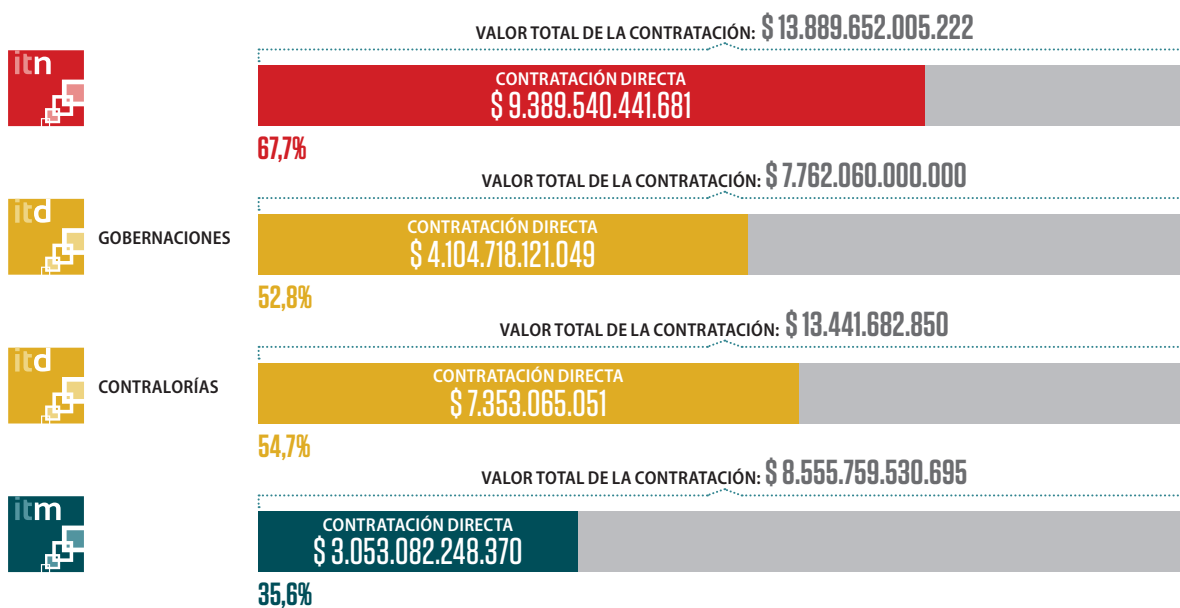 VALOR TOTAL DE LA CONTRATACIÓN: $ 13.889.652.005.222
itn
CONTRATACIÓN DIRECTA
$ 9.389.540.441.681
67,7%
VALOR TOTAL DE LA CONTRATACIÓN: $ 7.762.060.000.000
itd
GOBERNACIONES
CONTRATACIÓN DIRECTA
$ 4.104.718.121.049
52,8%
VALOR TOTAL DE LA CONTRATACIÓN: $ 13.441.682.850
itd
CONTRALORÍAS
CONTRATACIÓN DIRECTA
$ 7.353.065.051
54,7%
VALOR TOTAL DE LA CONTRATACIÓN: $ 8.555.759.530.695
itm
CONTRATACIÓN DIRECTA
$ 3.053.082.248.370
35,6%